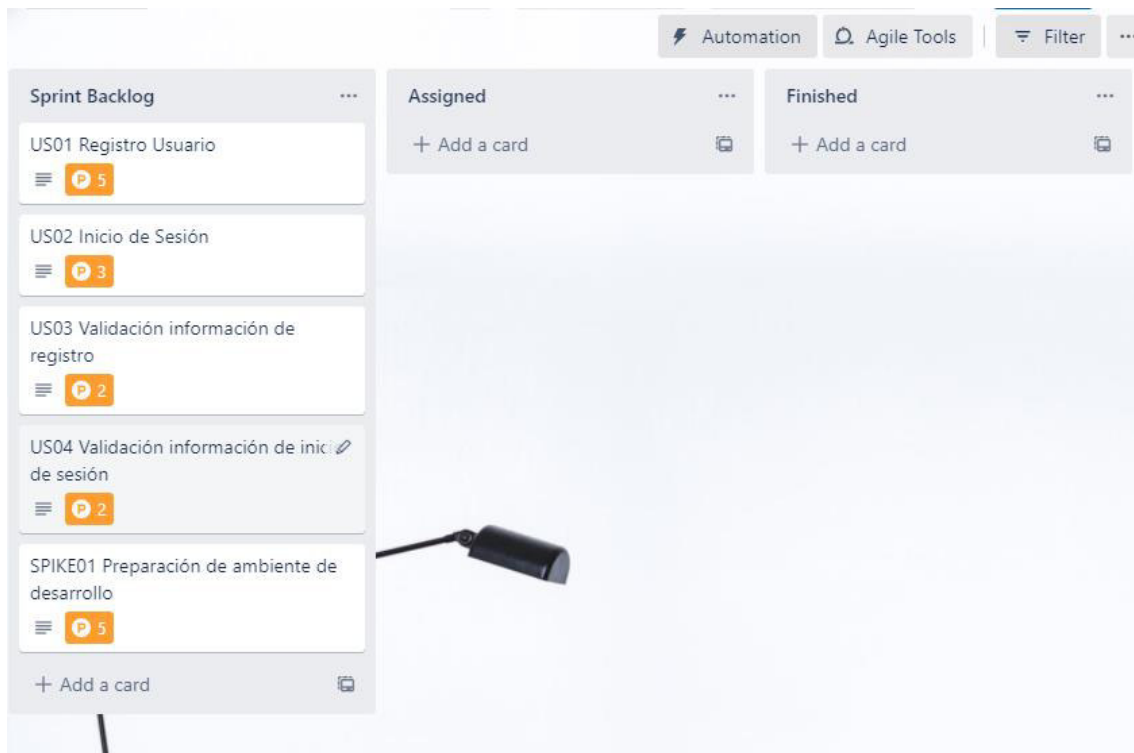 Automation
Agile Tools
Filter
Sprint Backlog
Assigned
Finished
US01 Registro Usuario
P 5
US02 Inicio de Sesión
P 3
US03 Validación información de
registro
P 2
US04 Validación información de inic
de sesión
P 2
SPIKE01 Preparación de ambiente de
desarrollo
P 5
+ Add a card
+ Add a card
+ Add a card